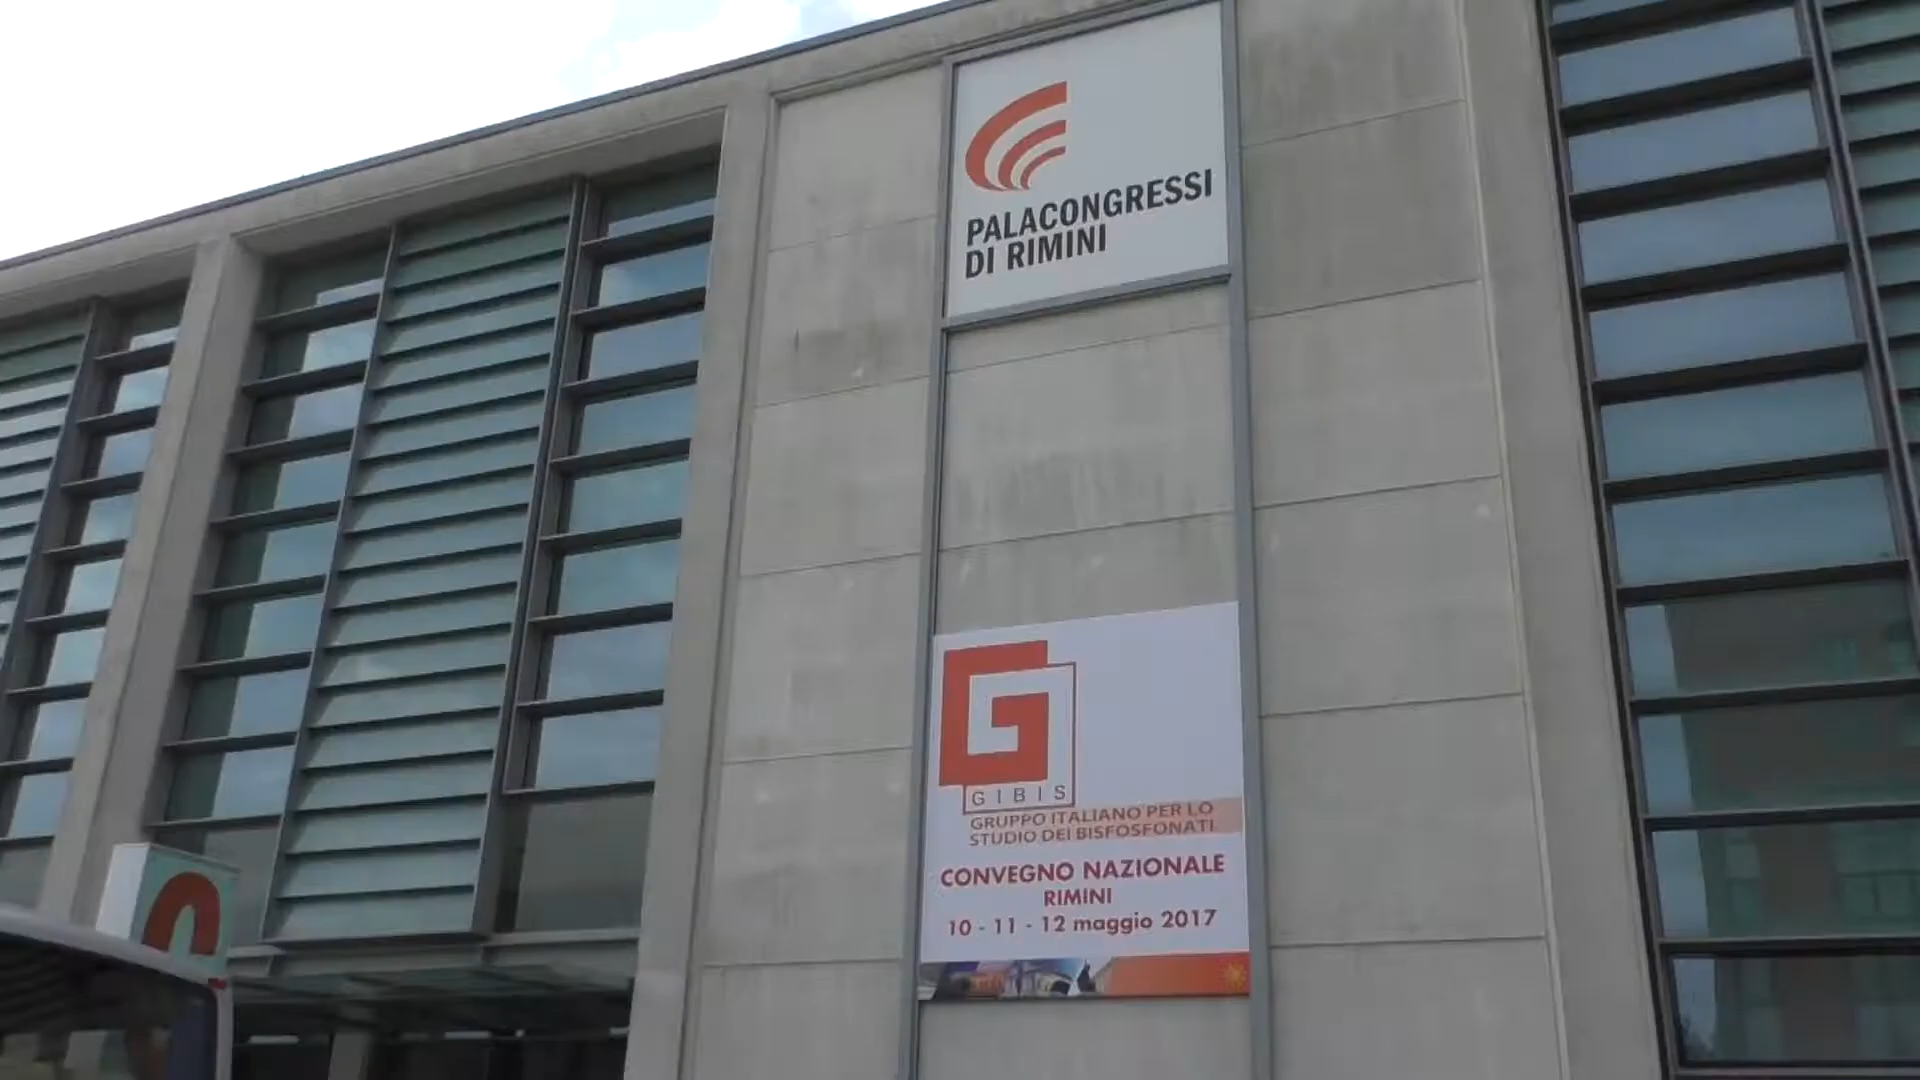 PALACONGRESSI
DI RIMINI
GIBIS
GRUPPO ITALIANO PER LO
STUDIO DEI BISFOSFONATI
CONVEGNO NAZIONALE
RIMINI
10 - 11 - 12 maggio 2017